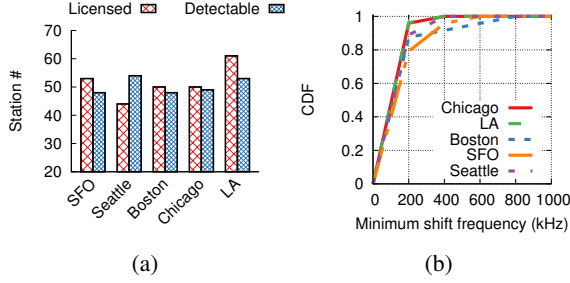 Licensed Detectable
Station #
70
60
50
40
30
20
SFO Seattle Boston Chicago LA
(a)
CDF
1
0.8
0.6
0.4
0.2
0
Chicago
LA
Boston
SFO
Seattle
0 200 400 600 800 1000
Minimum shift frequency (kHz)
(b)